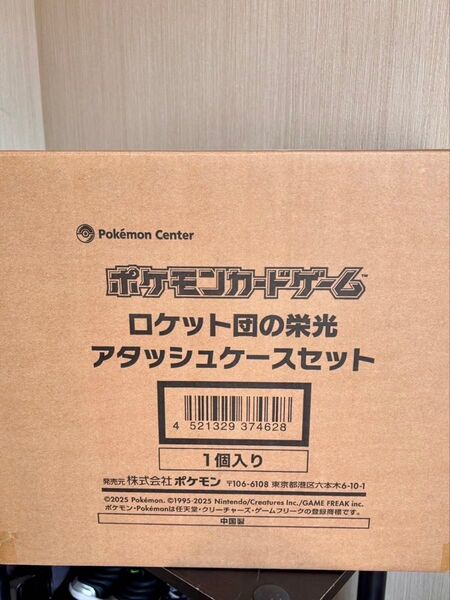 Pokémon Center
ポケモンカードゲーム™
ロケット団の栄光
アタッシュケースセット
4 521329 374628
1個入り
発売元 株式会社ポケモン 〒106-6108 東京都港区六本木6-10-1
©2025 Pokémon. ©1995-2025 Nintendo/Creatures Inc./GAME FREAK inc.
ポケモン・Pokémonは任天堂・クリーチャーズ・ゲームフリークの登録商標です。
中国製